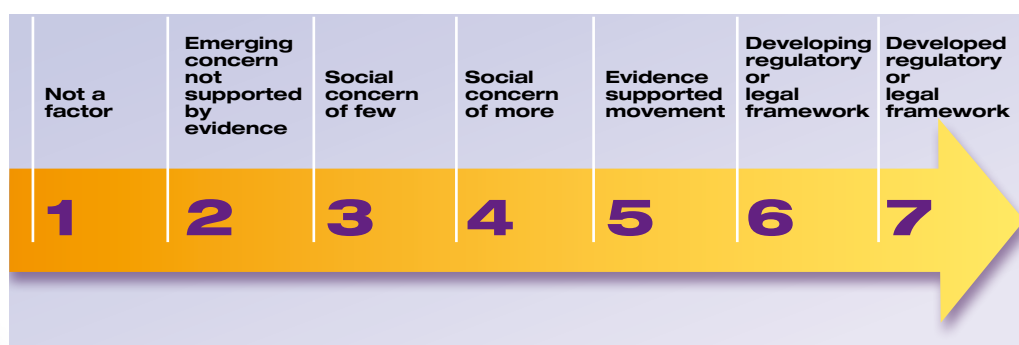 Not a
factor
Emerging
concern
not
supported
by
evidence
Social
concern
of few
Social
concern
of more
Evidence
supported
movement
Developing
regulatory
or
legal
framework
Developed
regulatory
or
legal
framework
1 2 3 4 5 6 7